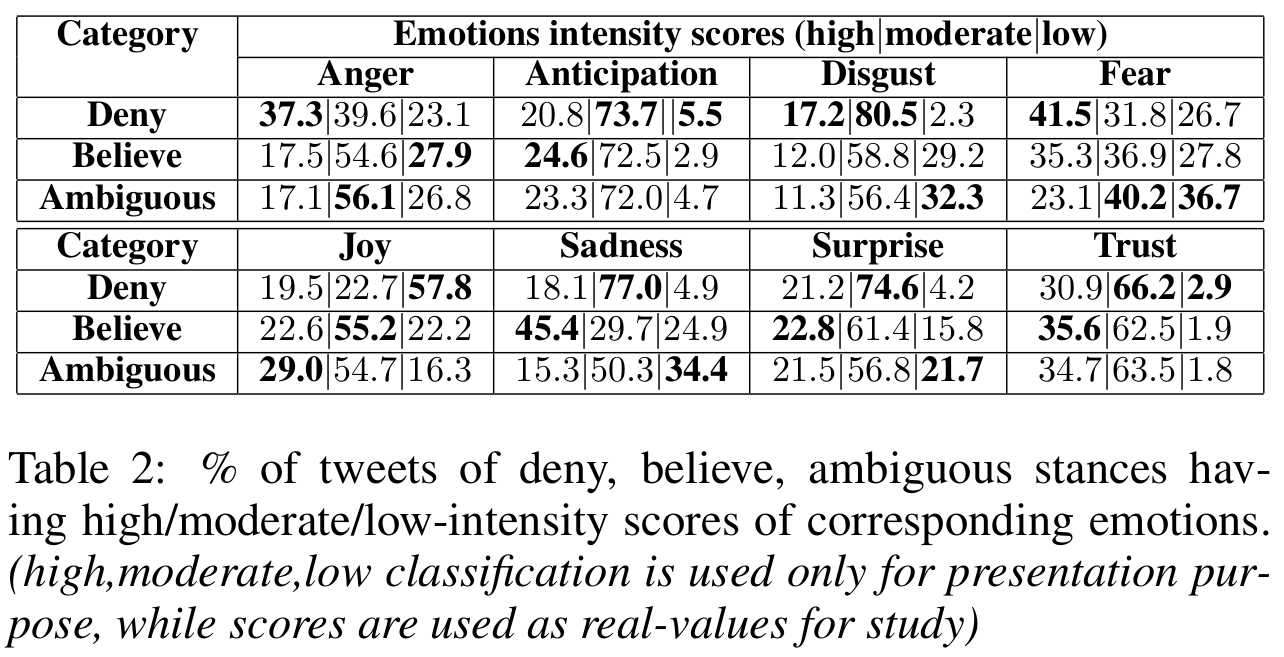 Category Emotions intensity scores (high|moderate|low)
Anger Anticipation Disgust Fear
Deny 37.3|39.6|23.1 20.8|73.7||5.5 17.2|80.5|2.3 41.5|31.8|26.7
Believe 17.5|54.6|27.9 24.6|72.5|2.9 12.0|58.8|29.2 35.3|36.9|27.8
Ambiguous 17.1|56.1|26.8 23.3|72.0|4.7 11.3|56.4|32.3 23.1|40.2|36.7
Category Joy Sadness Surprise Trust
Deny 19.5|22.7|57.8 18.1|77.0|4.9 21.2|74.6|4.2 30.9|66.2|2.9
Believe 22.6|55.2|22.2 45.4|29.7|24.9 22.8|61.4|15.8 35.6|62.5|1.9
Ambiguous 29.0|54.7|16.3 15.3|50.3|34.4 21.5|56.8|21.7 34.7|63.5|1.8
Table 2: % of tweets of deny, believe, ambiguous stances hav-
ing high/moderate/low-intensity scores of corresponding emotions.
(high,moderate,low classification is used only for presentation pur-
pose, while scores are used as real-values for study)